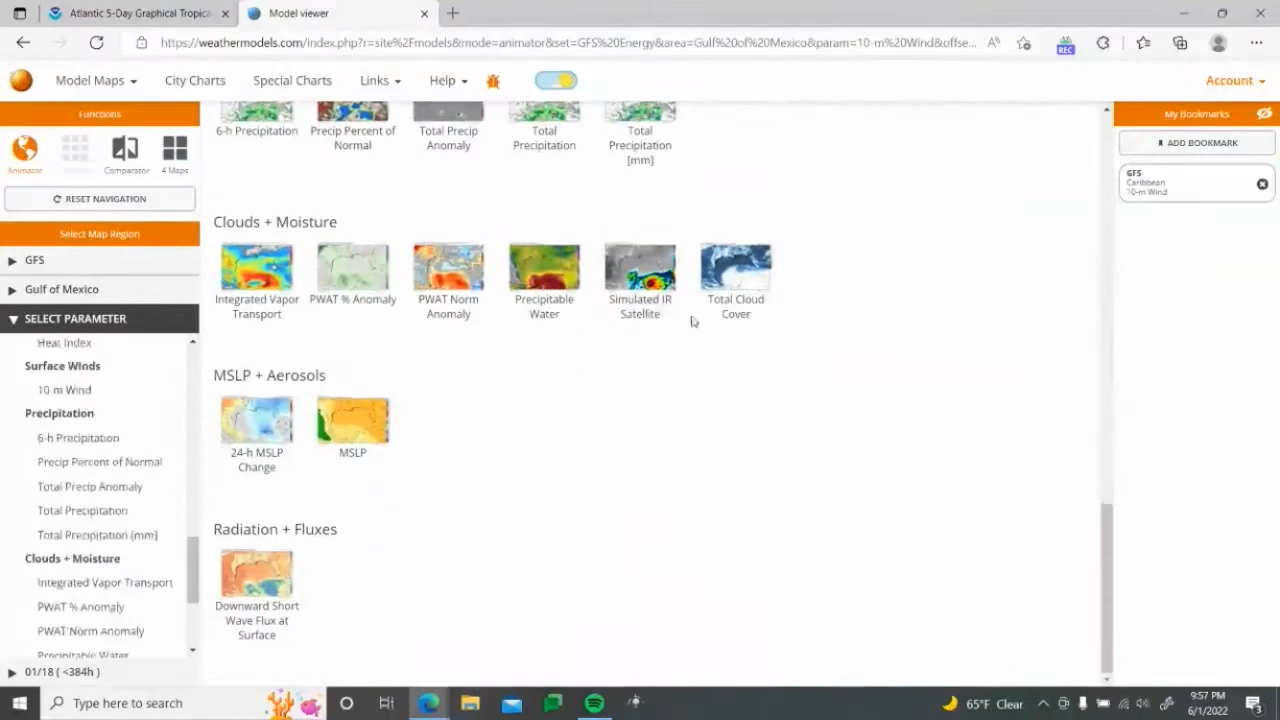 Atlantic 5-Day Graphical Tropica
Model viewer
https://weathermodels.com/index.php?r=site%2Fmodels&mode=animator&set=GFS%20Energy&area=Gulf%20of%20Mexico&param=10-m%20Wind&offse...
REC
Model Maps
City Charts
Special Charts
Links
Help
Account
Functions
Animator
Comparator
4 Maps
RESET NAVIGATION
Select Map Region
GFS
Gulf of Mexico
SELECT PARAMETER
Heat Index
Surface Winds
10-m Wind
Precipitation
6-h Precipitation
Precip Percent of Normal
Total Precip Anomaly
Total Precipitation
Total Precipitation [mm]
Clouds + Moisture
Integrated Vapor Transport
PWAT % Anomaly
PWAT Norm Anomaly
Precipitable Water
01/18 ( <384h )
6-h Precipitation
Precip Percent of
Normal
Total Precip
Anomaly
Total
Precipitation
Total
Precipitation
[mm]
Clouds + Moisture
Integrated Vapor
Transport
PWAT % Anomaly
PWAT Norm
Anomaly
Precipitable
Water
Simulated IR
Satellite
Total Cloud
Cover
MSLP + Aerosols
24-h MSLP
Change
MSLP
Radiation + Fluxes
Downward Short
Wave Flux at
Surface
My Bookmarks
ADD BOOKMARK
GFS
Caribbean
10-m Wind
Type here to search
65°F Clear
9:57 PM
6/1/2022
3